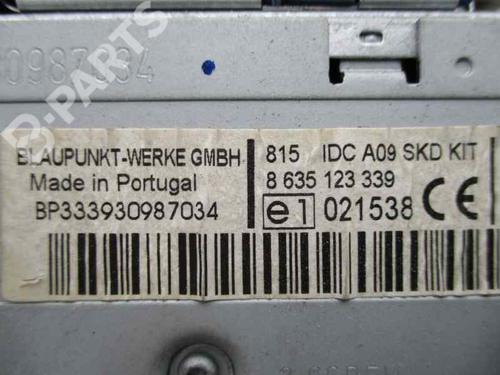 BLAUPUNKT-WERKE GMBH
Made in Portugal
BP333930987034
815 IDC A09 SKD KIT
8 635 123 339
e1 021538 CE
B-PARTS